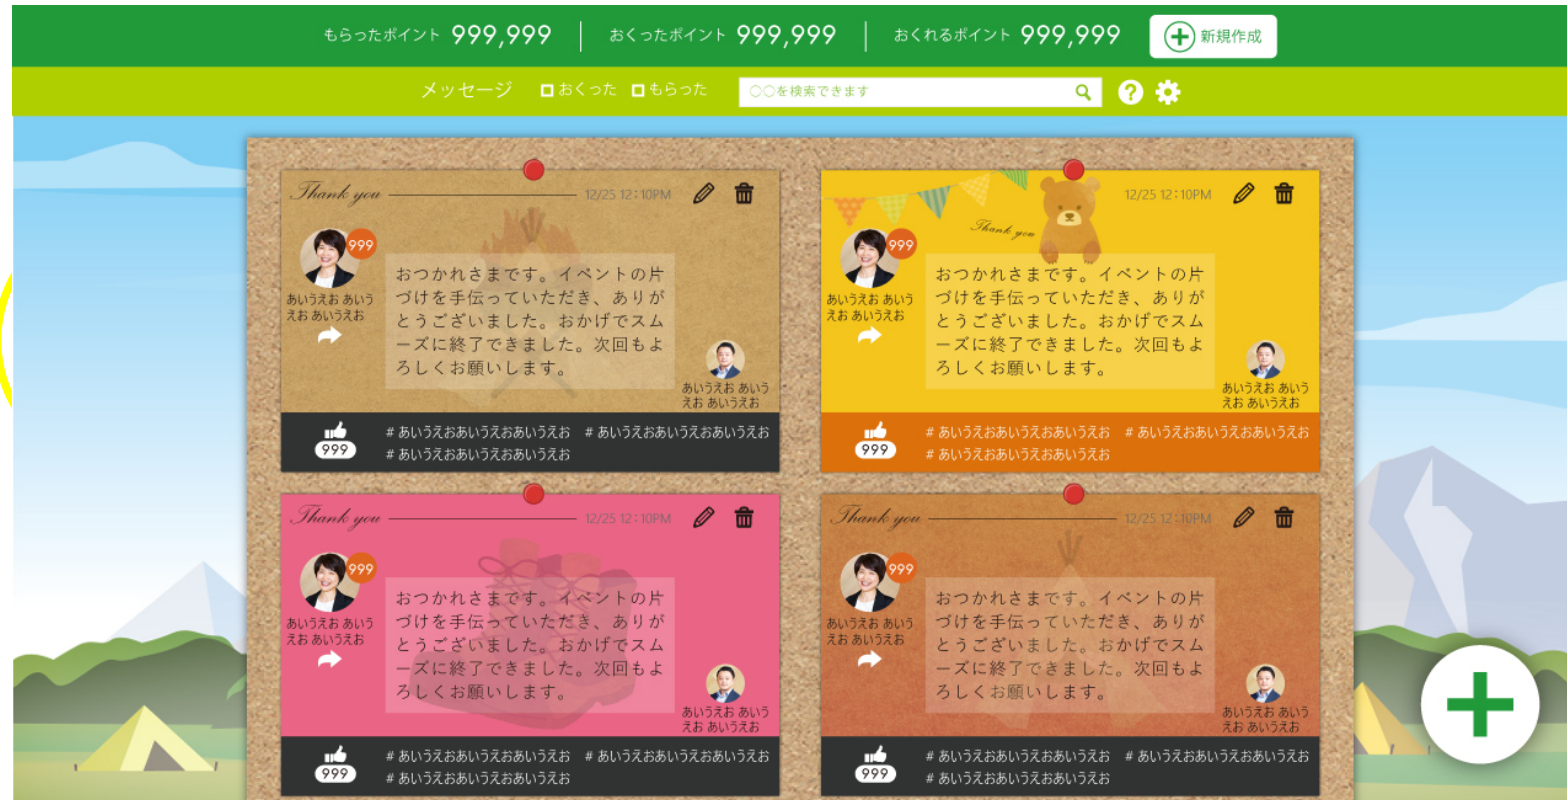 もらったポイント 999,999 おくったポイント 999,999 おくれるポイント 999,999 新規作成
メッセージ おくった もらった ○○を検索できます
Thank you 12/25 12:10PM
999
あいうえお あいう
えお あいうえお
おつかれさまです。イベントの片
づけを手伝っていただき、ありが
とうございました。おかげでスム
ーズに終了できました。次回もよ
ろしくお願いします。
あいうえお あいう
えお あいうえお
999
# あいうえおあいうえおあいうえお # あいうえおあいうえおあいうえお
# あいうえおあいうえおあいうえお
12/25 12:10PM
Thank you
999
あいうえお あいう
えお あいうえお
おつかれさまです。イベントの片
づけを手伝っていただき、ありが
とうございました。おかげでスム
ーズに終了できました。次回もよ
ろしくお願いします。
あいうえお あいう
えお あいうえお
999
# あいうえおあいうえおあいうえお # あいうえおあいうえおあいうえお
# あいうえおあいうえおあいうえお
Thank you 12/25 12:10PM
999
あいうえお あいう
えお あいうえお
おつかれさまです。イベントの片
づけを手伝っていただき、ありが
とうございました。おかげでスム
ーズに終了できました。次回もよ
ろしくお願いします。
あいうえお あいう
えお あいうえお
999
# あいうえおあいうえおあいうえお # あいうえおあいうえおあいうえお
# あいうえおあいうえおあいうえお
Thank you 12/25 12:10PM
999
あいうえお あいう
えお あいうえお
おつかれさまです。イベントの片
づけを手伝っていただき、ありが
とうございました。おかげでスム
ーズに終了できました。次回もよ
ろしくお願いします。
あいうえお あいう
えお あいうえお
999
# あいうえおあいうえおあいうえお # あいうえおあいうえおあいうえお
# あいうえおあいうえおあいうえお